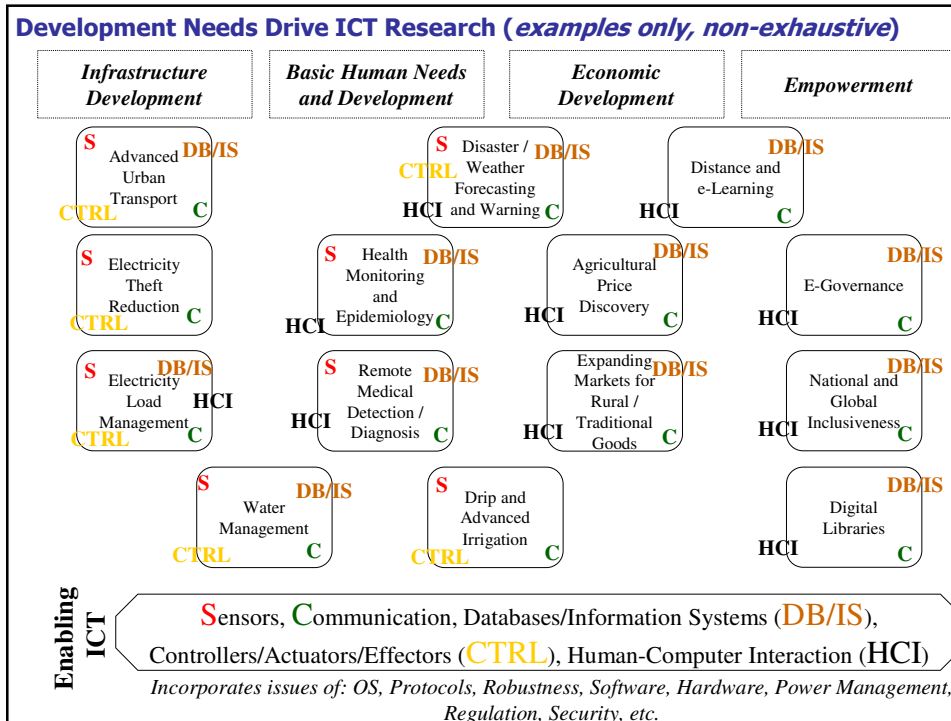 Development Needs Drive ICT Research (examples only, non-exhaustive)
Infrastructure
Development
Basic Human Needs
and Development
Economic
Development
Empowerment
S
DB/IS
Advanced
Urban
Transport
CTRL
C
S
DB/IS
CTRL
Disaster /
Weather
Forecasting
and Warning
HCI
C
DB/IS
Distance and
e-Learning
HCI
C
S
Electricity
Theft
Reduction
CTRL
C
S
DB/IS
Health
Monitoring
and
Epidemiology
HCI
C
DB/IS
Agricultural
Price
Discovery
HCI
C
DB/IS
E-Governance
HCI
C
S
DB/IS
Electricity
Load
Management
HCI
CTRL
C
S
DB/IS
Remote
Medical
Detection /
Diagnosis
HCI
C
DB/IS
Expanding
Markets for
Rural /
Traditional
Goods
HCI
C
DB/IS
National and
Global
Inclusiveness
HCI
C
S
DB/IS
Water
Management
CTRL
C
S
Drip and
Advanced
Irrigation
CTRL
C
DB/IS
Digital
Libraries
HCI
C
Enabling
ICT
Sensors, Communication, Databases/Information Systems (DB/IS),
Controllers/Actuators/Effectors (CTRL), Human-Computer Interaction (HCI)
Incorporates issues of: OS, Protocols, Robustness, Software, Hardware, Power Management,
Regulation, Security, etc.